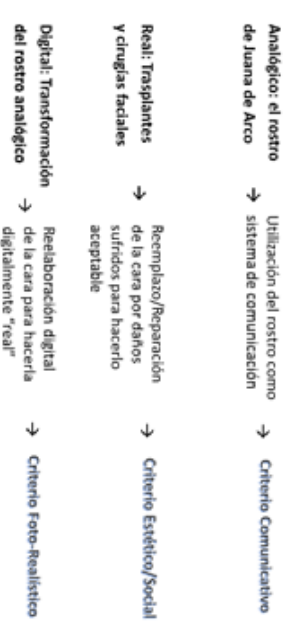 Analógico: el rostro
de Juana de Arco
→
Utilización del rostro como
sistema de comunicación
→
Criterio Comunicativo
Real: Trasplantes
y cirugías faciales
→
Reemplazo/Reparación
de la cara por daños
sufridos para hacerlo
aceptable
→
Criterio Estético/Social
Digital: Transformación
del rostro analógico
→
Reelaboración digital
de la cara para hacerla
digitalmente "real"
→
Criterio Foto-Realístico